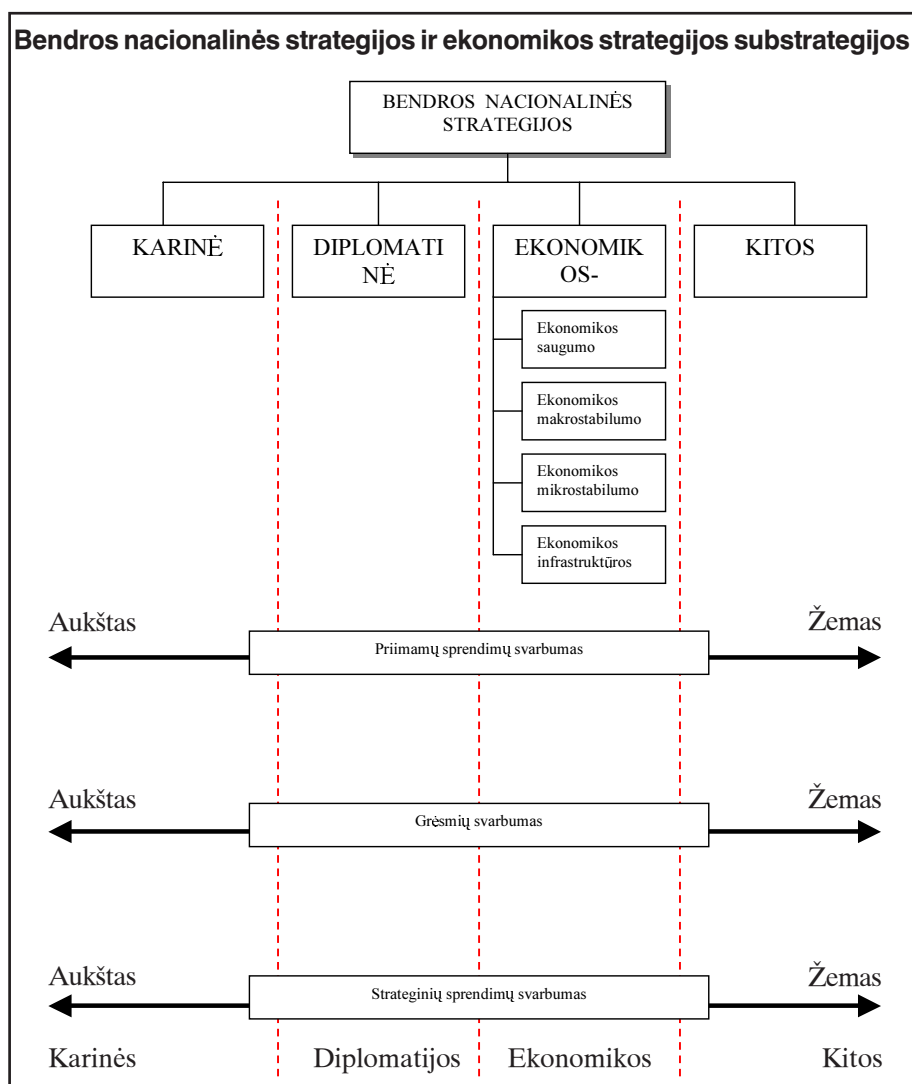 Bendros nacionalinės strategijos ir ekonomikos strategijos substrategijos
BENDROS NACIONALINĖS
STRATEGIJOS
KARINĖ
DIPLOMATI
NĖ
EKONOMIK
OS-
KITOS
Ekonomikos
saugumo
Ekonomikos
makrostabilumo
Ekonomikos
mikrostabilumo
Ekonomikos
infrastruktūros
Aukštas
Žemas
Priimamų sprendimų svarbumas
Aukštas
Žemas
Grėsmių svarbumas
Aukštas
Žemas
Strateginių sprendimų svarbumas
Karinės
Diplomatijos
Ekonomikos
Kitos